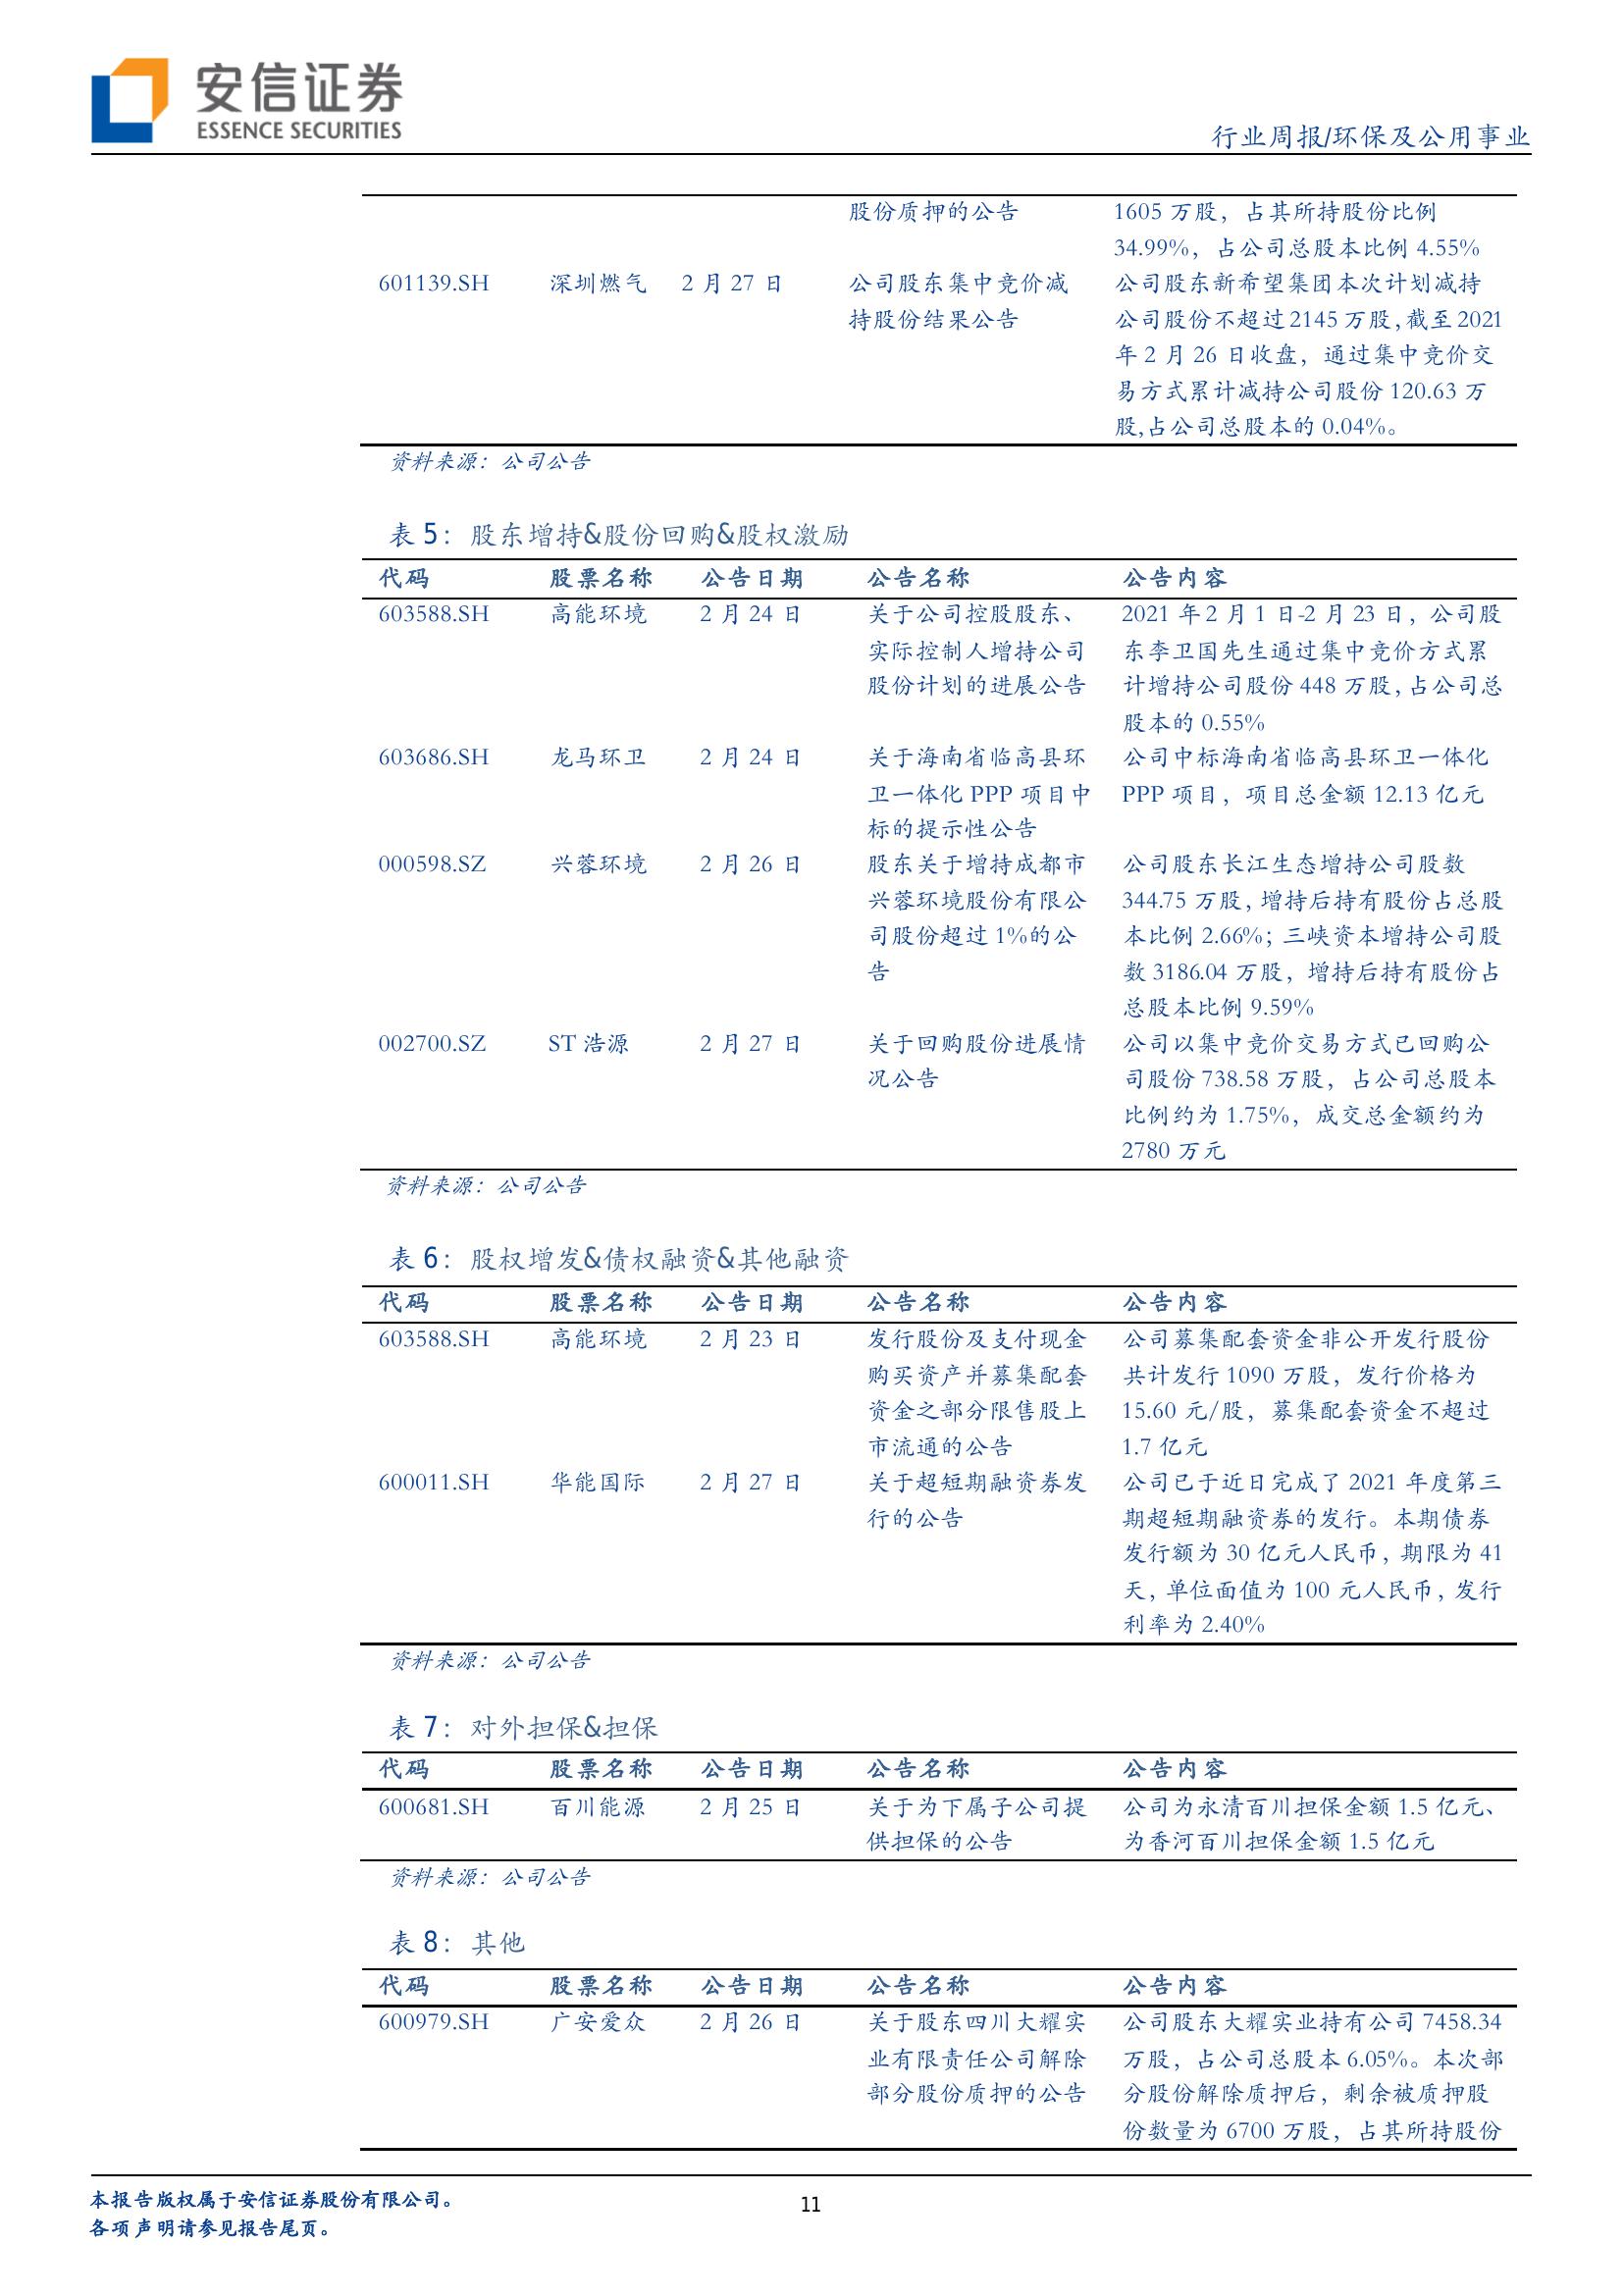 安信证券
ESSENCE SECURITIES
行业周报/环保及公用事业
股份质押的公告 1605 万股，占其所持股份比例
34.99%，占公司总股本比例 4.55%
601139.SH 深圳燃气 2 月 27 日 公司股东集中竞价减 公司股东新希望集团本次计划减持
持股份结果公告 公司股份不超过 2145 万股，截至 2021
年 2 月 26 日收盘，通过集中竞价交
易方式累计减持公司股份 120.63 万
股,占公司总股本的 0.04%。
资料来源：公司公告
表 5：股东增持&股份回购&股权激励
代码 股票名称 公告日期 公告名称 公告内容
603588.SH 高能环境 2 月 24 日 关于公司控股股东、 2021 年 2 月 1 日-2 月 23 日，公司股
实际控制人增持公司 东李卫国先生通过集中竞价方式累
股份计划的进展公告 计增持公司股份 448 万股，占公司总
股本的 0.55%
603686.SH 龙马环卫 2 月 24 日 关于海南省临高县环 公司中标海南省临高县环卫一体化
卫一体化 PPP 项目中 PPP 项目，项目总金额 12.13 亿元
标的提示性公告
000598.SZ 兴蓉环境 2 月 26 日 股东关于增持成都市 公司股东长江生态增持公司股数
兴蓉环境股份有限公 344.75 万股，增持后持有股份占总股
司股份超过 1%的公 本比例 2.66%；三峡资本增持公司股
告 数 3186.04 万股，增持后持有股份占
总股本比例 9.59%
002700.SZ ST 浩源 2 月 27 日 关于回购股份进展情 公司以集中竞价交易方式已回购公
况公告 司股份 738.58 万股，占公司总股本
比例约为 1.75%，成交总金额约为
2780 万元
资料来源：公司公告
表 6：股权增发&债权融资&其他融资
代码 股票名称 公告日期 公告名称 公告内容
603588.SH 高能环境 2 月 23 日 发行股份及支付现金 公司募集配套资金非公开发行股份
购买资产并募集配套 共计发行 1090 万股，发行价格为
资金之部分限售股上 15.60 元/股，募集配套资金不超过
市流通的公告 1.7 亿元
600011.SH 华能国际 2 月 27 日 关于超短期融资券发 公司已于近日完成了 2021 年度第三
行的公告 期超短期融资券的发行。本期债券
发行额为 30 亿元人民币，期限为 41
天，单位面值为 100 元人民币，发行
利率为 2.40%
资料来源：公司公告
表 7：对外担保&担保
代码 股票名称 公告日期 公告名称 公告内容
600681.SH 百川能源 2 月 25 日 关于为下属子公司提 公司为永清百川担保金额 1.5 亿元、
供担保的公告 为香河百川担保金额 1.5 亿元
资料来源：公司公告
表 8：其他
代码 股票名称 公告日期 公告名称 公告内容
600979.SH 广安爱众 2 月 26 日 关于股东四川大耀实 公司股东大耀实业持有公司 7458.34
业有限责任公司解除 万股，占公司总股本 6.05%。本次部
部分股份质押的公告 分股份解除质押后，剩余被质押股
份数量为 6700 万股，占其所持股份
本报告版权属于安信证券股份有限公司。
各项声明请参见报告尾页。
11